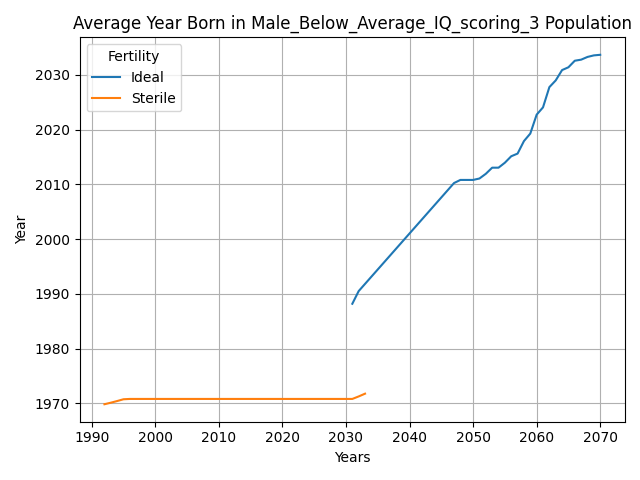 Average Year Born in Male_Below_Average_IQ_scoring_3 Population
Fertility
Ideal
Sterile
2030
2020
2010
2000
1990
1980
1970
Year
1990 2000 2010 2020 2030 2040 2050 2060 2070
Years